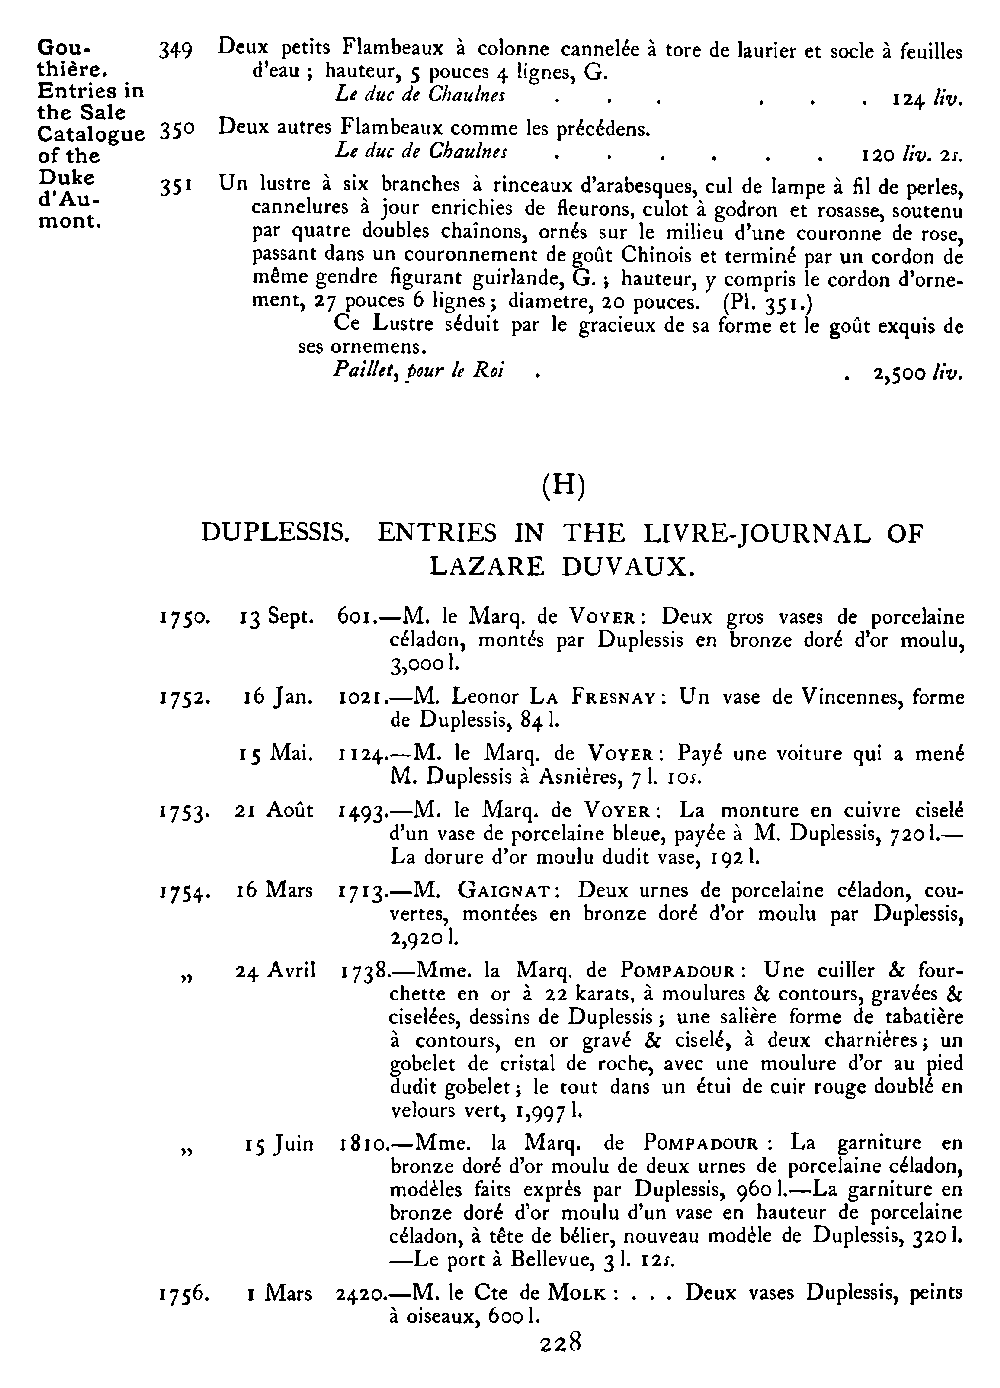 Gou-
thière.
Entries in
the Sale
Catalogue
of the
Duke
d'Au-
mont.
349 Deux petits Flambeaux à colonne cannelée à tore de laurier et socle à feuilles
d'eau ; hauteur, 5 pouces 4 lignes, G.
Le duc de Chaulnes . . . . . . 124 liv.
350 Deux autres Flambeaux comme les précédens.
Le duc de Chaulnes . . . . . . 120 liv. 2s.
351 Un lustre à six branches à rinceaux d'arabesques, cul de lampe à fil de perles,
cannelures à jour enrichies de fleurons, culot à godron et rosasse, soutenu
par quatre doubles chaînons, ornés sur le milieu d'une couronne de rose,
passant dans un couronnement de goût Chinois et terminé par un cordon de
même gendre figurant guirlande, G. ; hauteur, y compris le cordon d'orne-
ment, 27 pouces 6 lignes ; diametre, 20 pouces. (Pl. 351.)
Ce Lustre séduit par le gracieux de sa forme et le goût exquis de
ses ornemens.
Paillet, pour le Roi . . 2,500 liv.
(H)
DUPLESSIS. ENTRIES IN THE LIVRE-JOURNAL OF
LAZARE DUVAUX.
1750. 13 Sept. 601.—M. le Marq. de VOYER : Deux gros vases de porcelaine
céladon, montés par Duplessis en bronze doré d'or moulu,
3,000 l.
1752. 16 Jan. 1021.—M. Leonor LA FRESNAY : Un vase de Vincennes, forme
de Duplessis, 84 l.
15 Mai. 1124.—M. le Marq. de VOYER : Payé une voiture qui a mené
M. Duplessis à Asnières, 7 l. 10s.
1753. 21 Août 1493.—M. le Marq. de VOYER : La monture en cuivre ciselé
d'un vase de porcelaine bleue, payée à M. Duplessis, 720 l.—
La dorure d'or moulu dudit vase, 192 l.
1754. 16 Mars 1713.—M. GAIGNAT : Deux urnes de porcelaine céladon, cou-
vertes, montées en bronze doré d'or moulu par Duplessis,
2,920 l.
„ 24 Avril 1738.—Mme. la Marq. de POMPADOUR : Une cuiller & four-
chette en or à 22 karats, à moulures & contours, gravées &
ciselées, dessins de Duplessis ; une salière forme de tabatière
à contours, en or gravé & ciselé, à deux charnières ; un
gobelet de cristal de roche, avec une moulure d'or au pied
dudit gobelet ; le tout dans un étui de cuir rouge doublé en
velours vert, 1,997 l.
„ 15 Juin 1810.—Mme. la Marq. de POMPADOUR : La garniture en
bronze doré d'or moulu de deux urnes de porcelaine céladon,
modèles faits exprès par Duplessis, 960 l.—La garniture en
bronze doré d'or moulu d'un vase en hauteur de porcelaine
céladon, à tête de bélier, nouveau modèle de Duplessis, 320 l.
—Le port à Bellevue, 3 l. 12s.
1756. 1 Mars 2420.—M. le Cte de MOLK : . . . Deux vases Duplessis, peints
à oiseaux, 600 l.
228